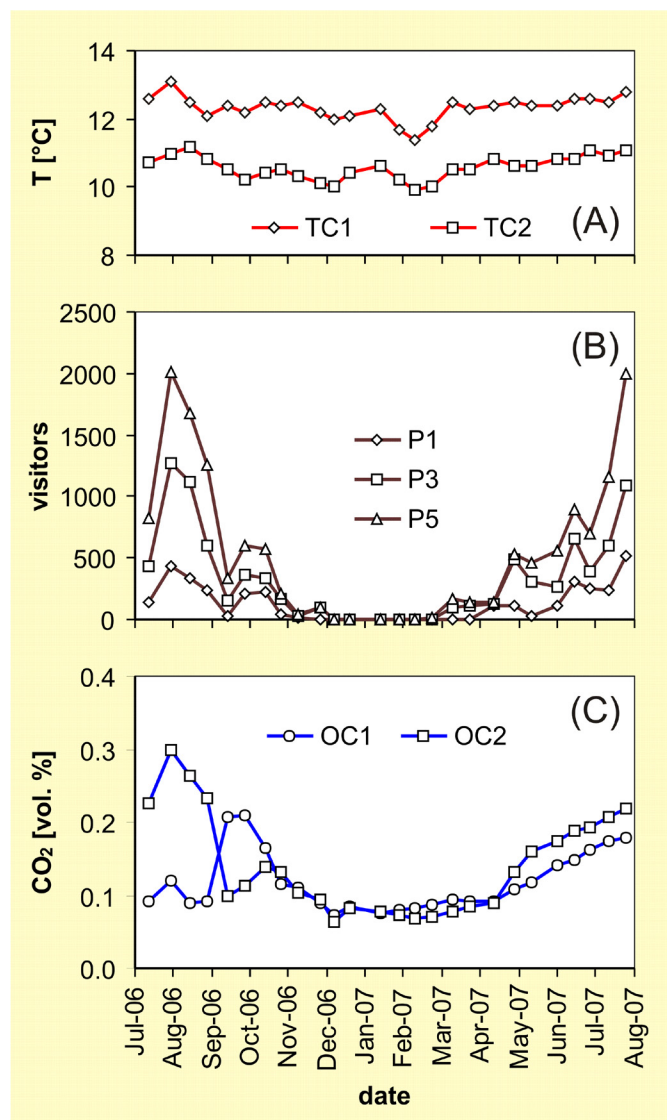 14
12
10
8
T [°C]
TC1
TC2
(A)
2500
2000
1500
1000
500
0
visitors
(B)
P1
P3
P5
0.4
0.3
0.2
0.1
0.0
CO₂ [vol. %]
(C)
OC1
OC2
Jul-06
Aug-06
Sep-06
Oct-06
Nov-06
Dec-06
Jan-07
Feb-07
Mar-07
Apr-07
May-07
Jun-07
Jul-07
Aug-07
date